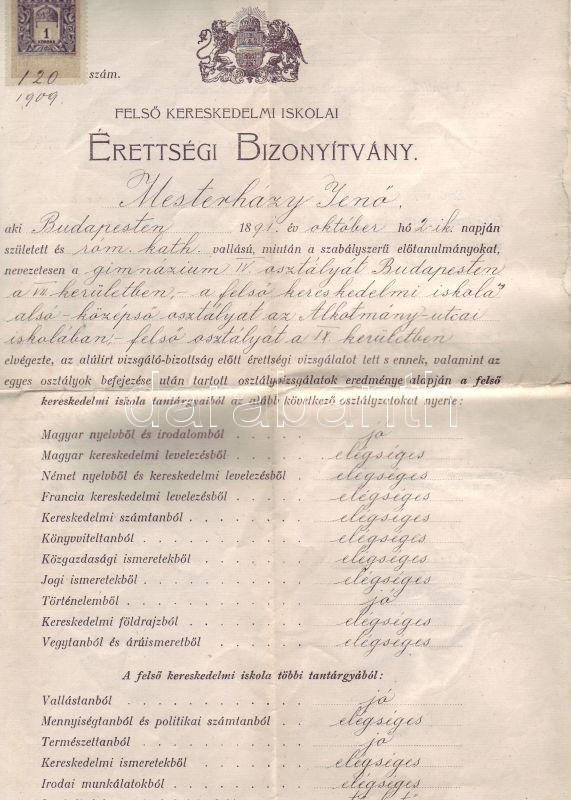 1
KORONA
120 szám.
1909.
FELSŐ KERESKEDELMI ISKOLAI
ÉRETTSÉGI BIZONYÍTVÁNY.
Mesterházy Jenő,
aki Budapesten 1891. év október hó 2-ik napján
született és róm. kath. vallású, miután a szabályszerű előtanulmányokat,
nevezetesen a gimnázium IV. osztályát Budapesten
a VII. kerületben, - a felső kereskedelmi iskola
alsó - középső osztályát az Alkotmány-utcai
iskolában, - felső osztályát a IX. kerületben
elvégezte, az alúlirt vizsgáló-bizottság előtt érettségi vizsgálatot tett s ennek, valamint az
egyes osztályok befejezése után tartott osztályvizsgálatok eredménye alapján a felső
kereskedelmi iskola tantárgyaiból az alább következő osztályzatokat nyerte:
darabanth
Magyar nyelvből és irodalomból . . . . . jó
Magyar kereskedelmi levelezésből . . . . elégséges
Német nyelvből és kereskedelmi levelezésből . elégséges
Francia kereskedelmi levelezésből . . . . elégséges
Kereskedelmi számtanból . . . . . . elégséges
Könyvviteltanból . . . . . . . . elégséges
Közgazdasági ismeretekből . . . . . . elégséges
Jogi ismeretekből . . . . . . . . elégséges
Történelemből . . . . . . . . . jó
Kereskedelmi földrajzból . . . . . . elégséges
Vegytanból és áruismeretből . . . . . elégséges
A felső kereskedelmi iskola többi tantárgyából:
Vallástanból . . . . . . . . . jó
Mennyiségtanból és politikai számtanból . . elégséges
Természettanból . . . . . . . . jó
Kereskedelmi ismeretekből . . . . . . elégséges
Irodai munkálatokból . . . . . . . elégséges